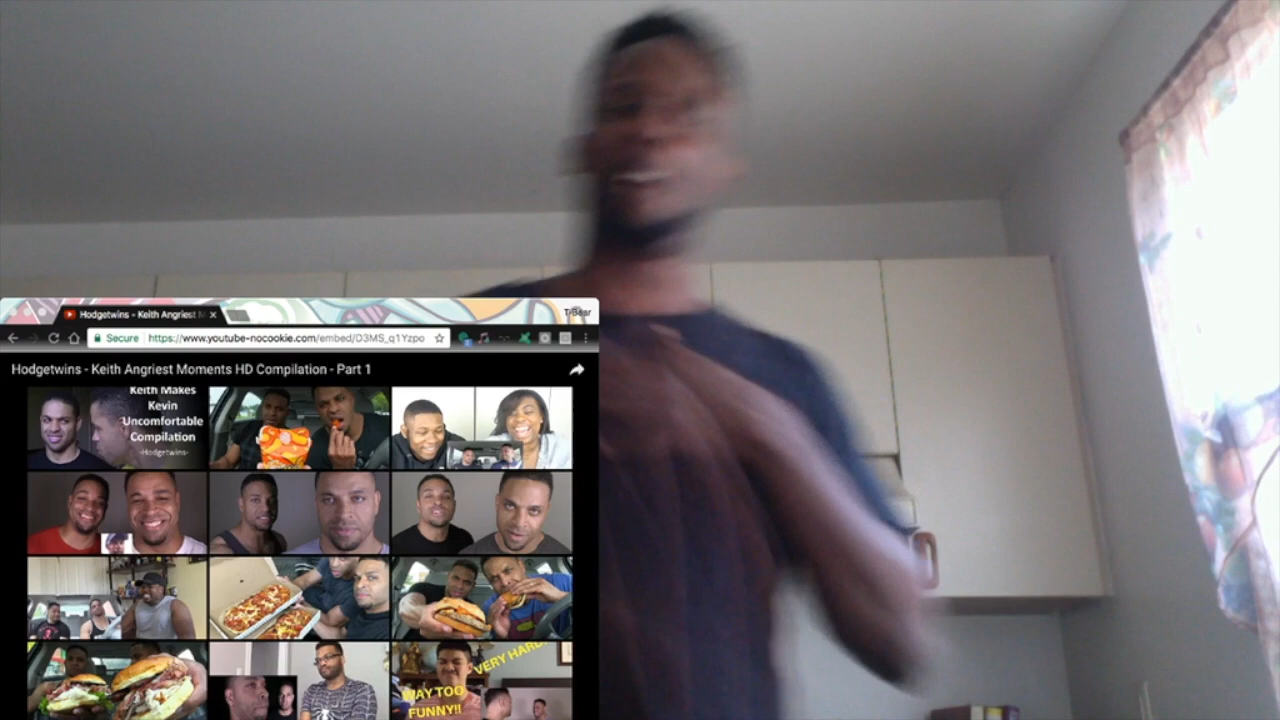 Hodgetwins - Keith Angriest M
T-Bear
Secure
https://www.youtube-nocookie.com/embed/D3MS_q1Yzpo
Hodgetwins - Keith Angriest Moments HD Compilation - Part 1
Keith Makes
Kevin
Uncomfortable
Compilation
-Hodgetwins-
VERY HARD
WAY TOO
FUNNY!!